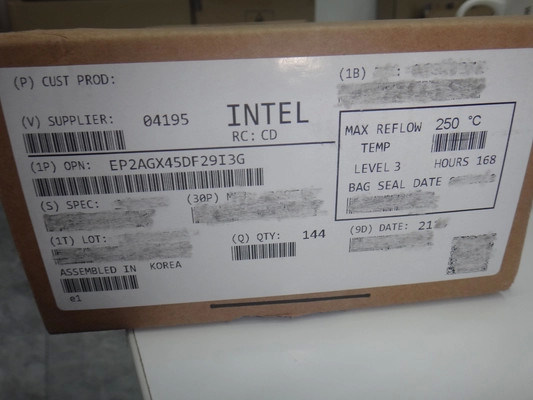 (P) CUST PROD:
(V) SUPPLIER: 04195
INTEL
RC: CD
(1P) OPN: EP2AGX45DF29I3G
(S) SPEC:
(30P)
(1T) LOT:
(Q) QTY: 144
ASSEMBLED IN KOREA
e1
(1B)
MAX REFLOW 250 °C
TEMP
LEVEL 3 HOURS 168
BAG SEAL DATE
(9D) DATE: 21